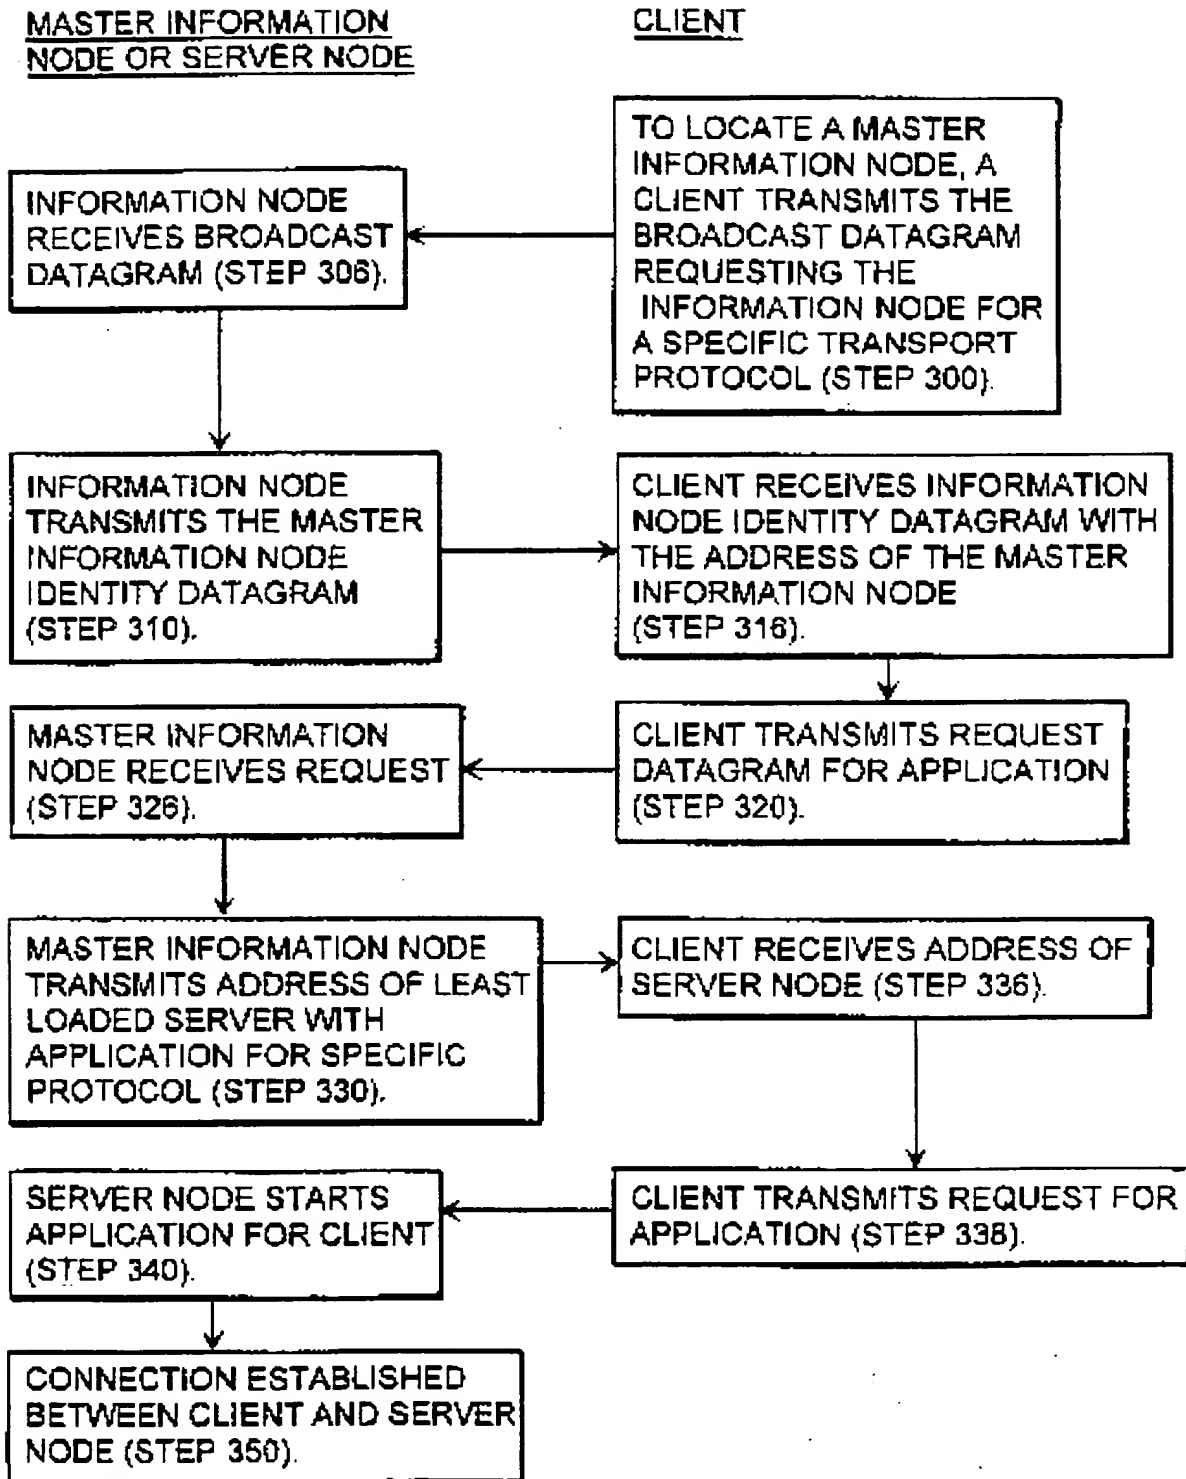 MASTER INFORMATION
NODE OR SERVER NODE
CLIENT
TO LOCATE A MASTER
INFORMATION NODE, A
CLIENT TRANSMITS THE
BROADCAST DATAGRAM
REQUESTING THE
INFORMATION NODE FOR
A SPECIFIC TRANSPORT
PROTOCOL (STEP 300).
INFORMATION NODE
RECEIVES BROADCAST
DATAGRAM (STEP 306).
INFORMATION NODE
TRANSMITS THE MASTER
INFORMATION NODE
IDENTITY DATAGRAM
(STEP 310).
CLIENT RECEIVES INFORMATION
NODE IDENTITY DATAGRAM WITH
THE ADDRESS OF THE MASTER
INFORMATION NODE
(STEP 316).
CLIENT TRANSMITS REQUEST
DATAGRAM FOR APPLICATION
(STEP 320).
MASTER INFORMATION
NODE RECEIVES REQUEST
(STEP 326).
MASTER INFORMATION NODE
TRANSMITS ADDRESS OF LEAST
LOADED SERVER WITH
APPLICATION FOR SPECIFIC
PROTOCOL (STEP 330).
CLIENT RECEIVES ADDRESS OF
SERVER NODE (STEP 336).
CLIENT TRANSMITS REQUEST FOR
APPLICATION (STEP 338).
SERVER NODE STARTS
APPLICATION FOR CLIENT
(STEP 340).
CONNECTION ESTABLISHED
BETWEEN CLIENT AND SERVER
NODE (STEP 350).